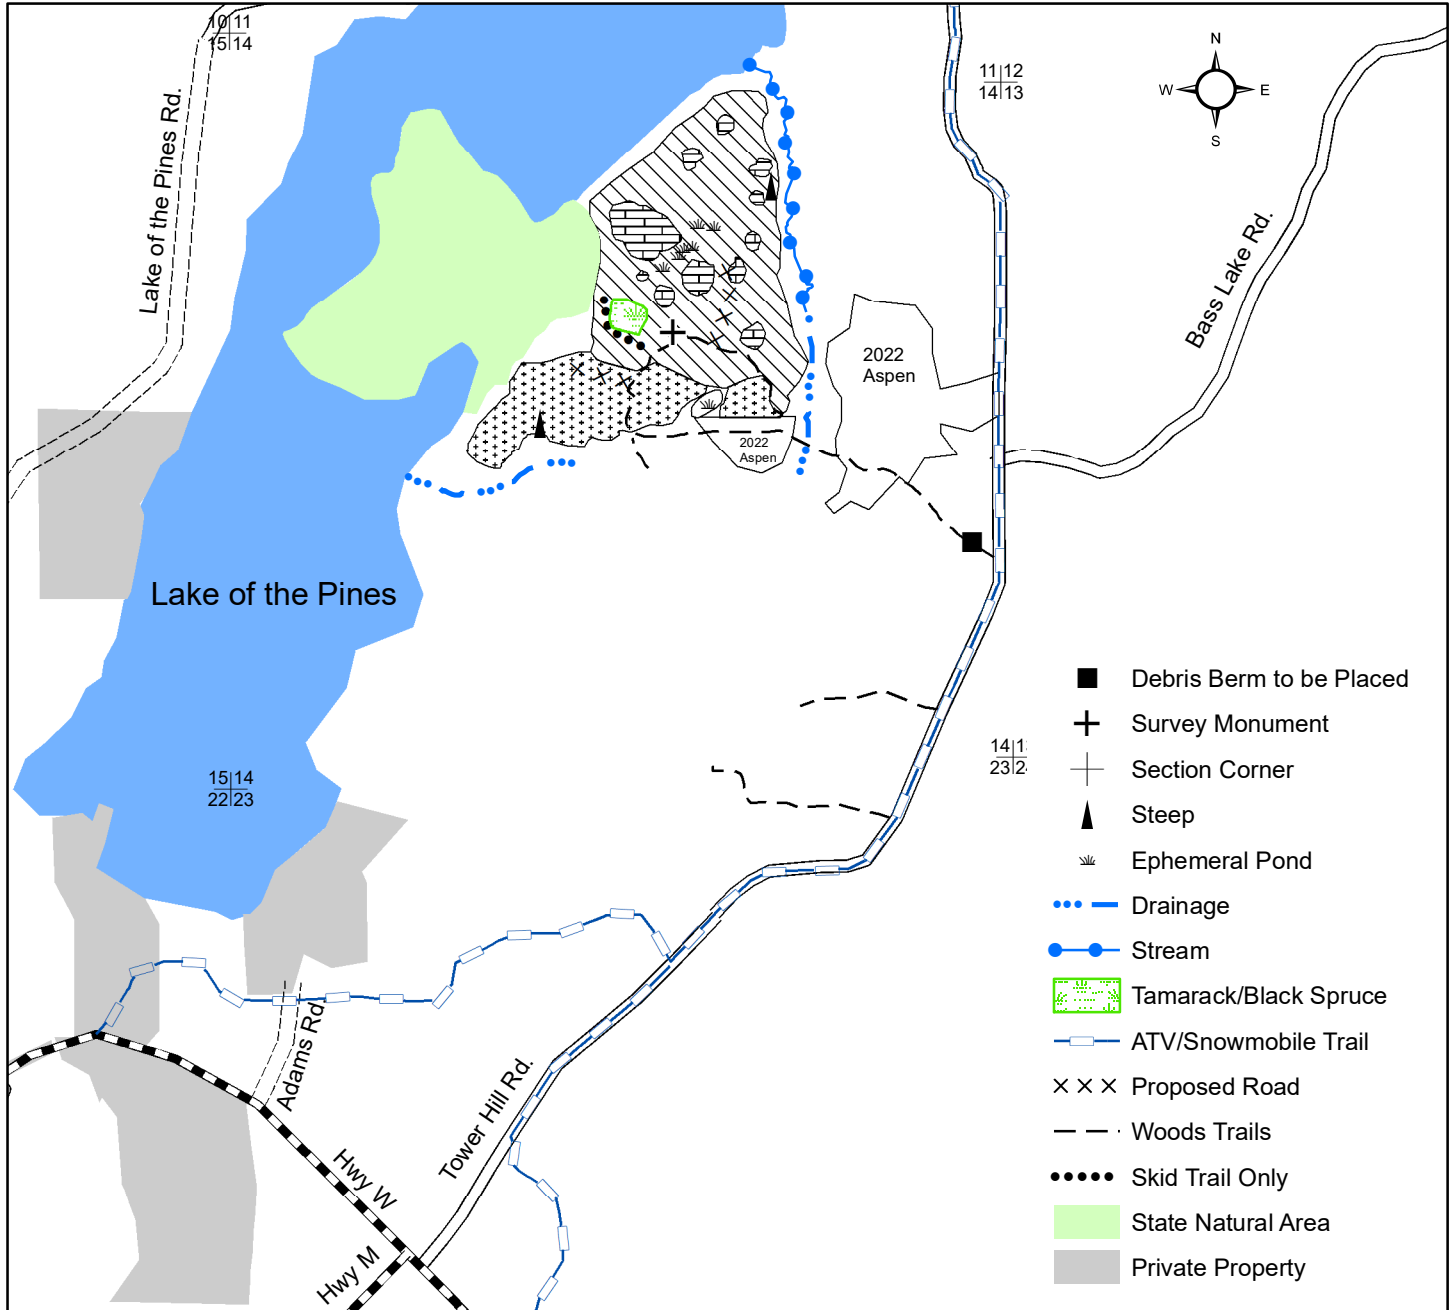 10 11
15 14
11 12
14 13
N
W E
S
Lake of the Pines Rd.
Bass Lake Rd.
2022
Aspen
2022
Aspen
Lake of the Pines
15 14
22 23
14
23
Adams Rd
Tower Hill Rd.
Hwy W
Hwy M
Debris Berm to be Placed
Survey Monument
Section Corner
Steep
Ephemeral Pond
Drainage
Stream
Tamarack/Black Spruce
ATV/Snowmobile Trail
Proposed Road
Woods Trails
Skid Trail Only
State Natural Area
Private Property